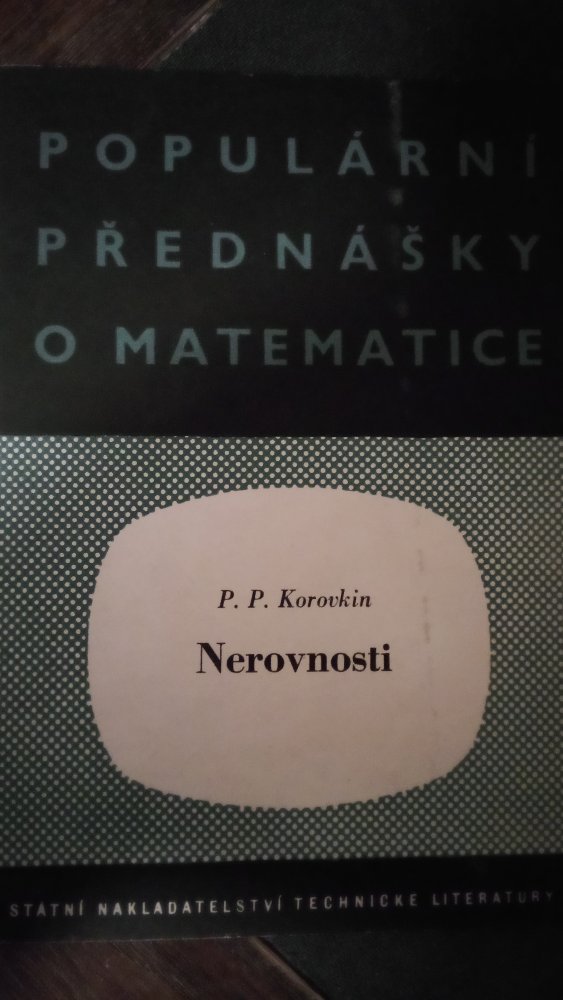 POPULÁRNÍ
PŘEDNÁŠKY
O MATEMATICE
P. P. Korovkin
Nerovnosti
STÁTNÍ NAKLADATELSTVÍ TECHNICKÉ LITERATURY